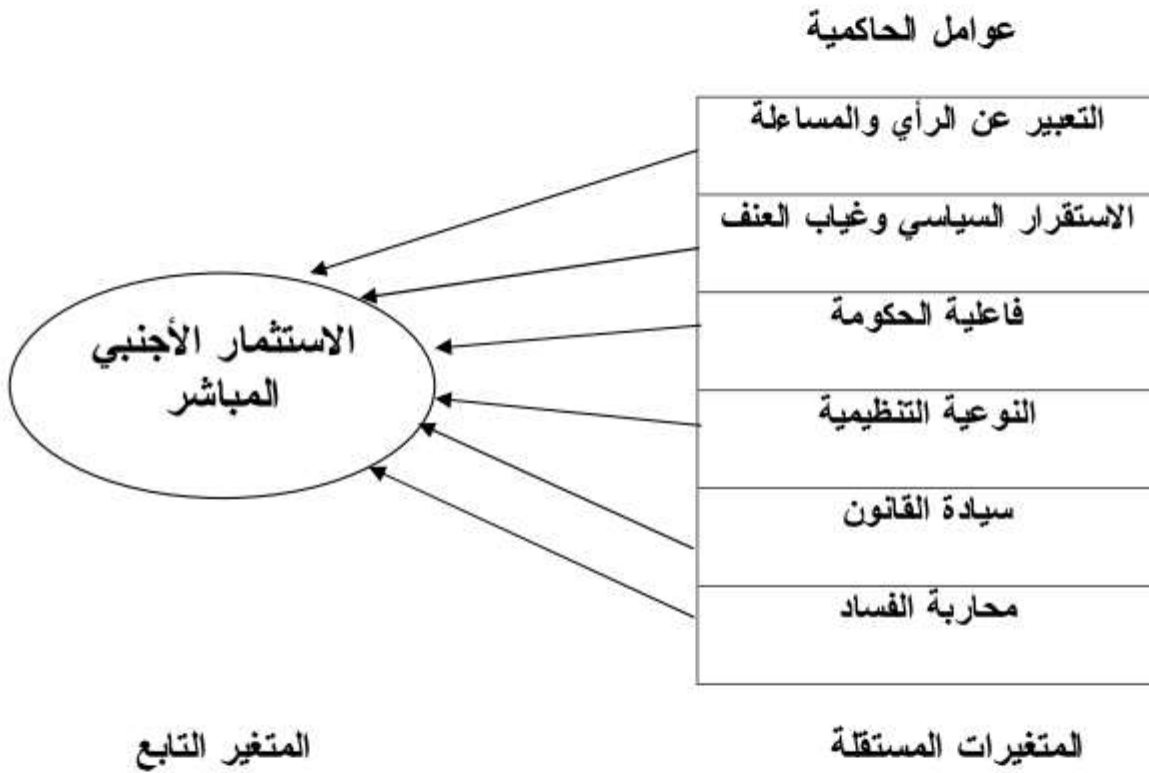 عوامل الحاكمية
التعبير عن الرأي والمساءلة
الاستقرار السياسي وغياب العنف
فاعلية الحكومة
النوعية التنظيمية
سيادة القانون
محاربة الفساد
الاستثمار الأجنبي
المباشر
المتغيرات المستقلة
المتغير التابع